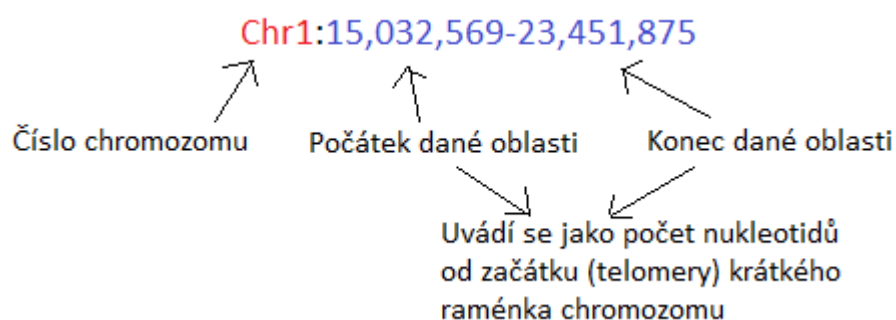 Chr1:15,032,569-23,451,875
Číslo chromozomu
Počátek dané oblasti
Konec dané oblasti
Uvádí se jako počet nukleotidů
od začátku (telomery) krátkého
raménka chromozomu